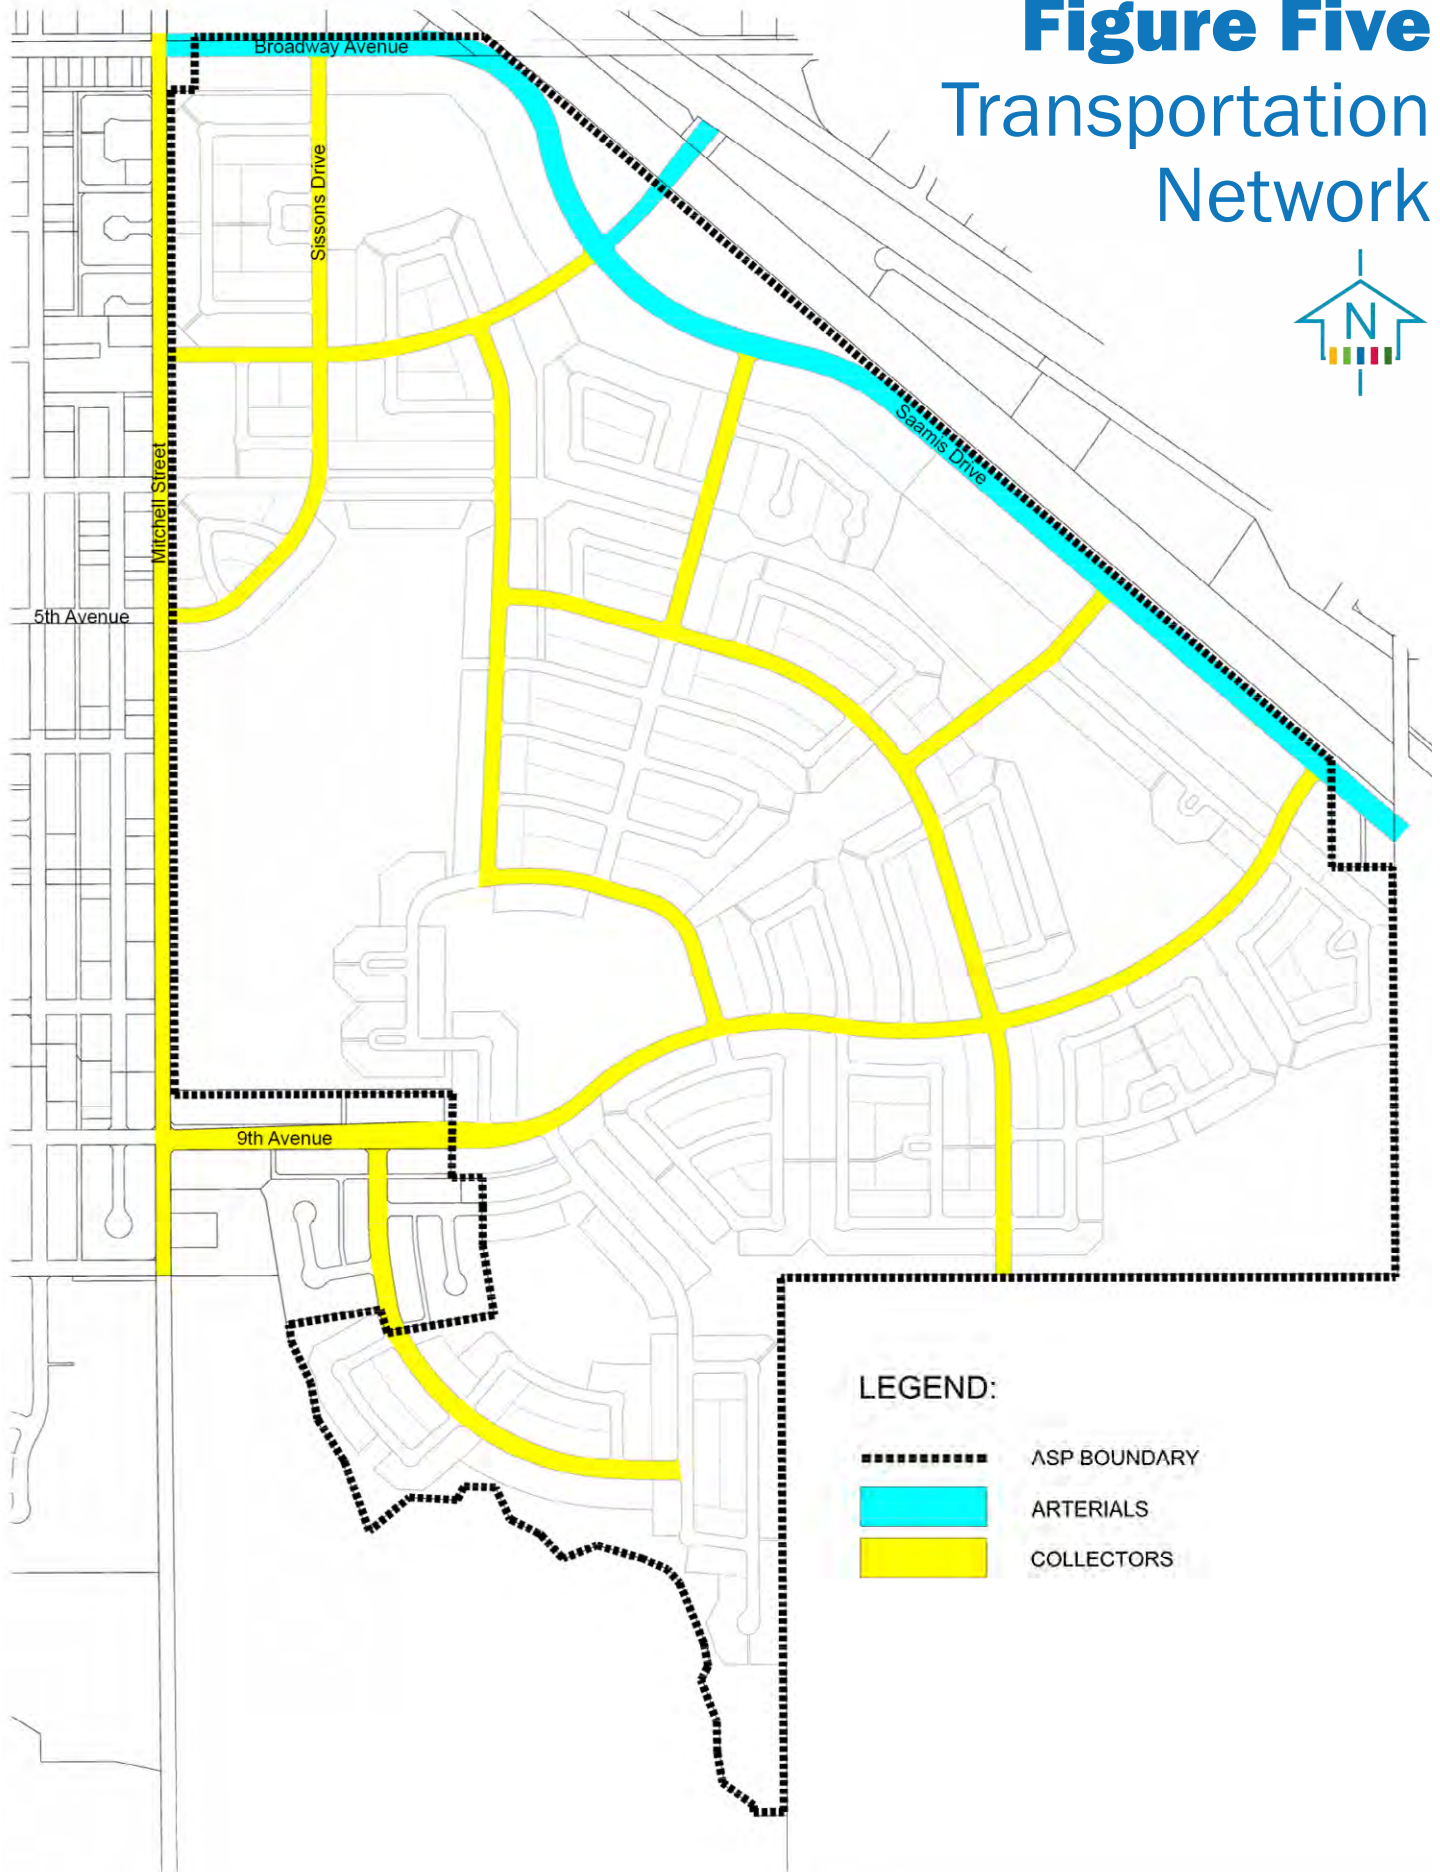 Figure Five
Transportation
Network
N
Broadway Avenue
Sissons Drive
Saamis Drive
Mitchell Street
5th Avenue
9th Avenue
LEGEND:
ASP BOUNDARY
ARTERIALS
COLLECTORS